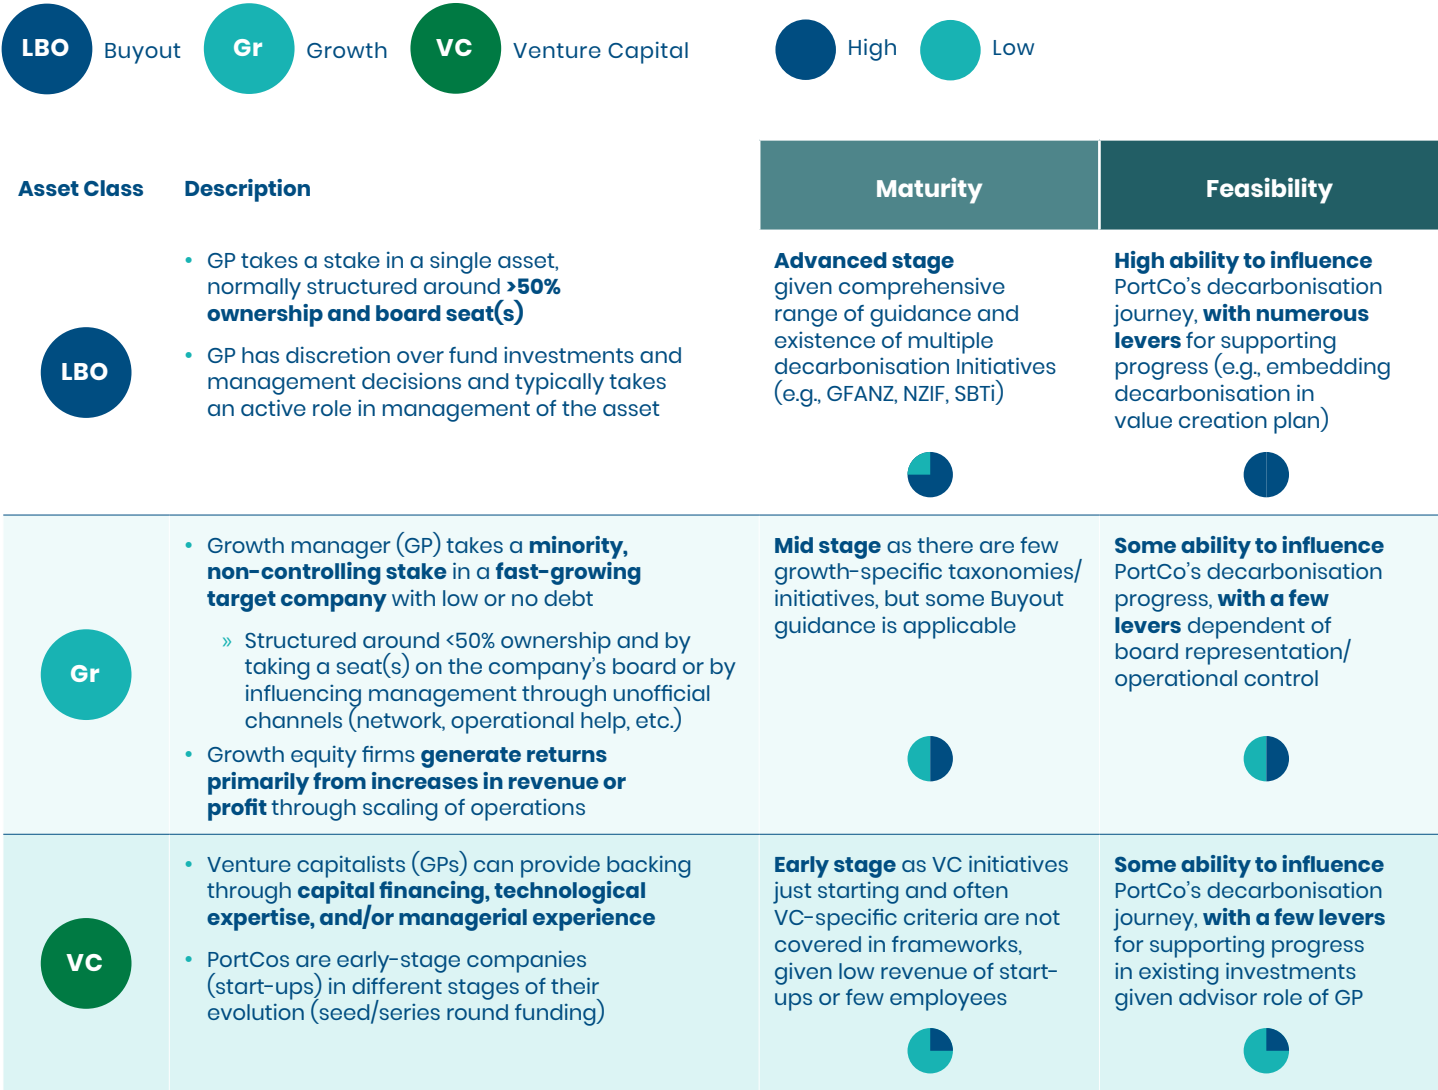 LBO Buyout Gr Growth VC Venture Capital High Low
Asset Class Description Maturity Feasibility
LBO
• GP takes a stake in a single asset,
normally structured around >50%
ownership and board seat(s)
• GP has discretion over fund investments and
management decisions and typically takes
an active role in management of the asset
Advanced stage
given comprehensive
range of guidance and
existence of multiple
decarbonisation Initiatives
(e.g., GFANZ, NZIF, SBTi)
High ability to influence
PortCo's decarbonisation
journey, with numerous
levers for supporting
progress (e.g., embedding
decarbonisation in
value creation plan)
Gr
• Growth manager (GP) takes a minority,
non-controlling stake in a fast-growing
target company with low or no debt
» Structured around <50% ownership and by
taking a seat(s) on the company's board or by
influencing management through unofficial
channels (network, operational help, etc.)
• Growth equity firms generate returns
primarily from increases in revenue or
profit through scaling of operations
Mid stage as there are few
growth-specific taxonomies/
initiatives, but some Buyout
guidance is applicable
Some ability to influence
PortCo's decarbonisation
progress, with a few
levers dependent of
board representation/
operational control
VC
• Venture capitalists (GPs) can provide backing
through capital financing, technological
expertise, and/or managerial experience
• PortCos are early-stage companies
(start-ups) in different stages of their
evolution (seed/series round funding)
Early stage as VC initiatives
just starting and often
VC-specific criteria are not
covered in frameworks,
given low revenue of start-
ups or few employees
Some ability to influence
PortCo's decarbonisation
journey, with a few levers
for supporting progress
in existing investments
given advisor role of GP